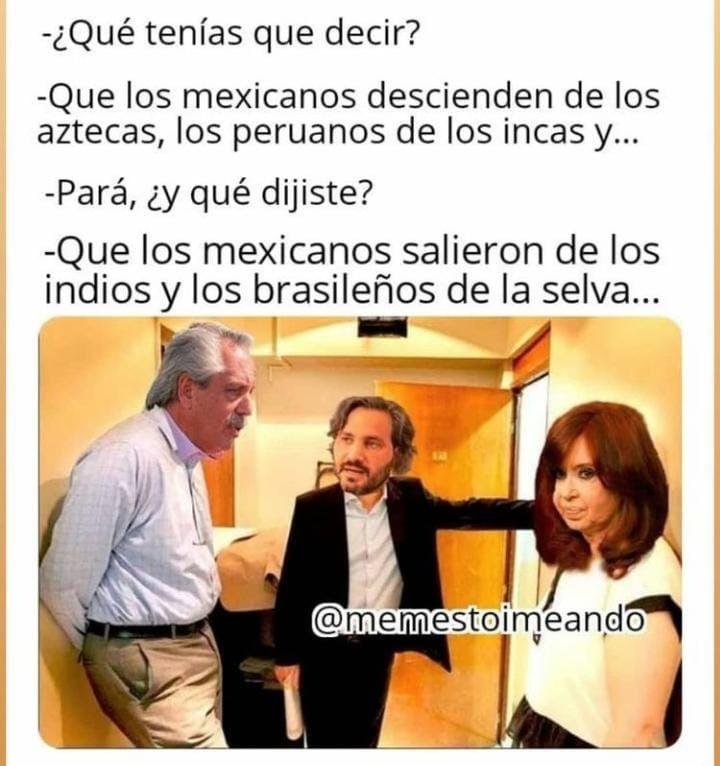 -¿Qué tenías que decir?
-Que los mexicanos descienden de los
aztecas, los peruanos de los incas y...
-Pará, ¿y qué dijiste?
-Que los mexicanos salieron de los
indios y los brasileños de la selva...
@memestoimeando